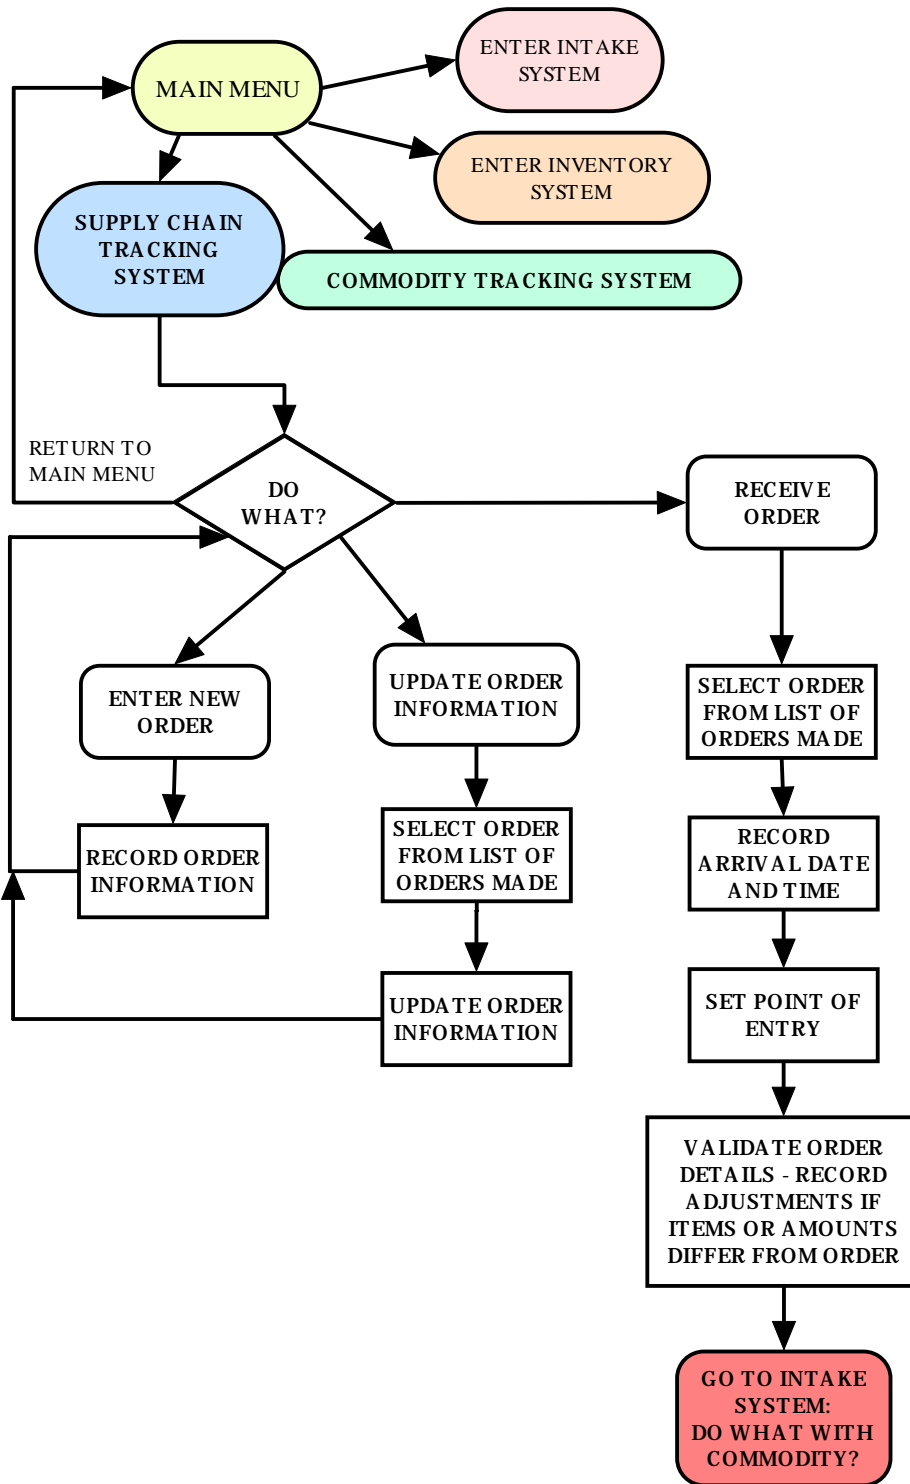 MAIN MENU
ENTER INTAKE
SYSTEM
ENTER INVENTORY
SYSTEM
SUPPLY CHAIN
TRACKING
SYSTEM
COMMODITY TRACKING SYSTEM
RETURN TO
MAIN MENU
DO
WHAT?
RECEIVE
ORDER
ENTER NEW
ORDER
UPDATE ORDER
INFORMATION
SELECT ORDER
FROM LIST OF
ORDERS MADE
RECORD ORDER
INFORMATION
SELECT ORDER
FROM LIST OF
ORDERS MADE
RECORD
ARRIVAL DATE
AND TIME
UPDATE ORDER
INFORMATION
SET POINT OF
ENTRY
VALIDATE ORDER
DETAILS - RECORD
ADJUSTMENTS IF
ITEMS OR AMOUNTS
DIFFER FROM ORDER
GO TO INTAKE
SYSTEM:
DO WHAT WITH
COMMODITY?